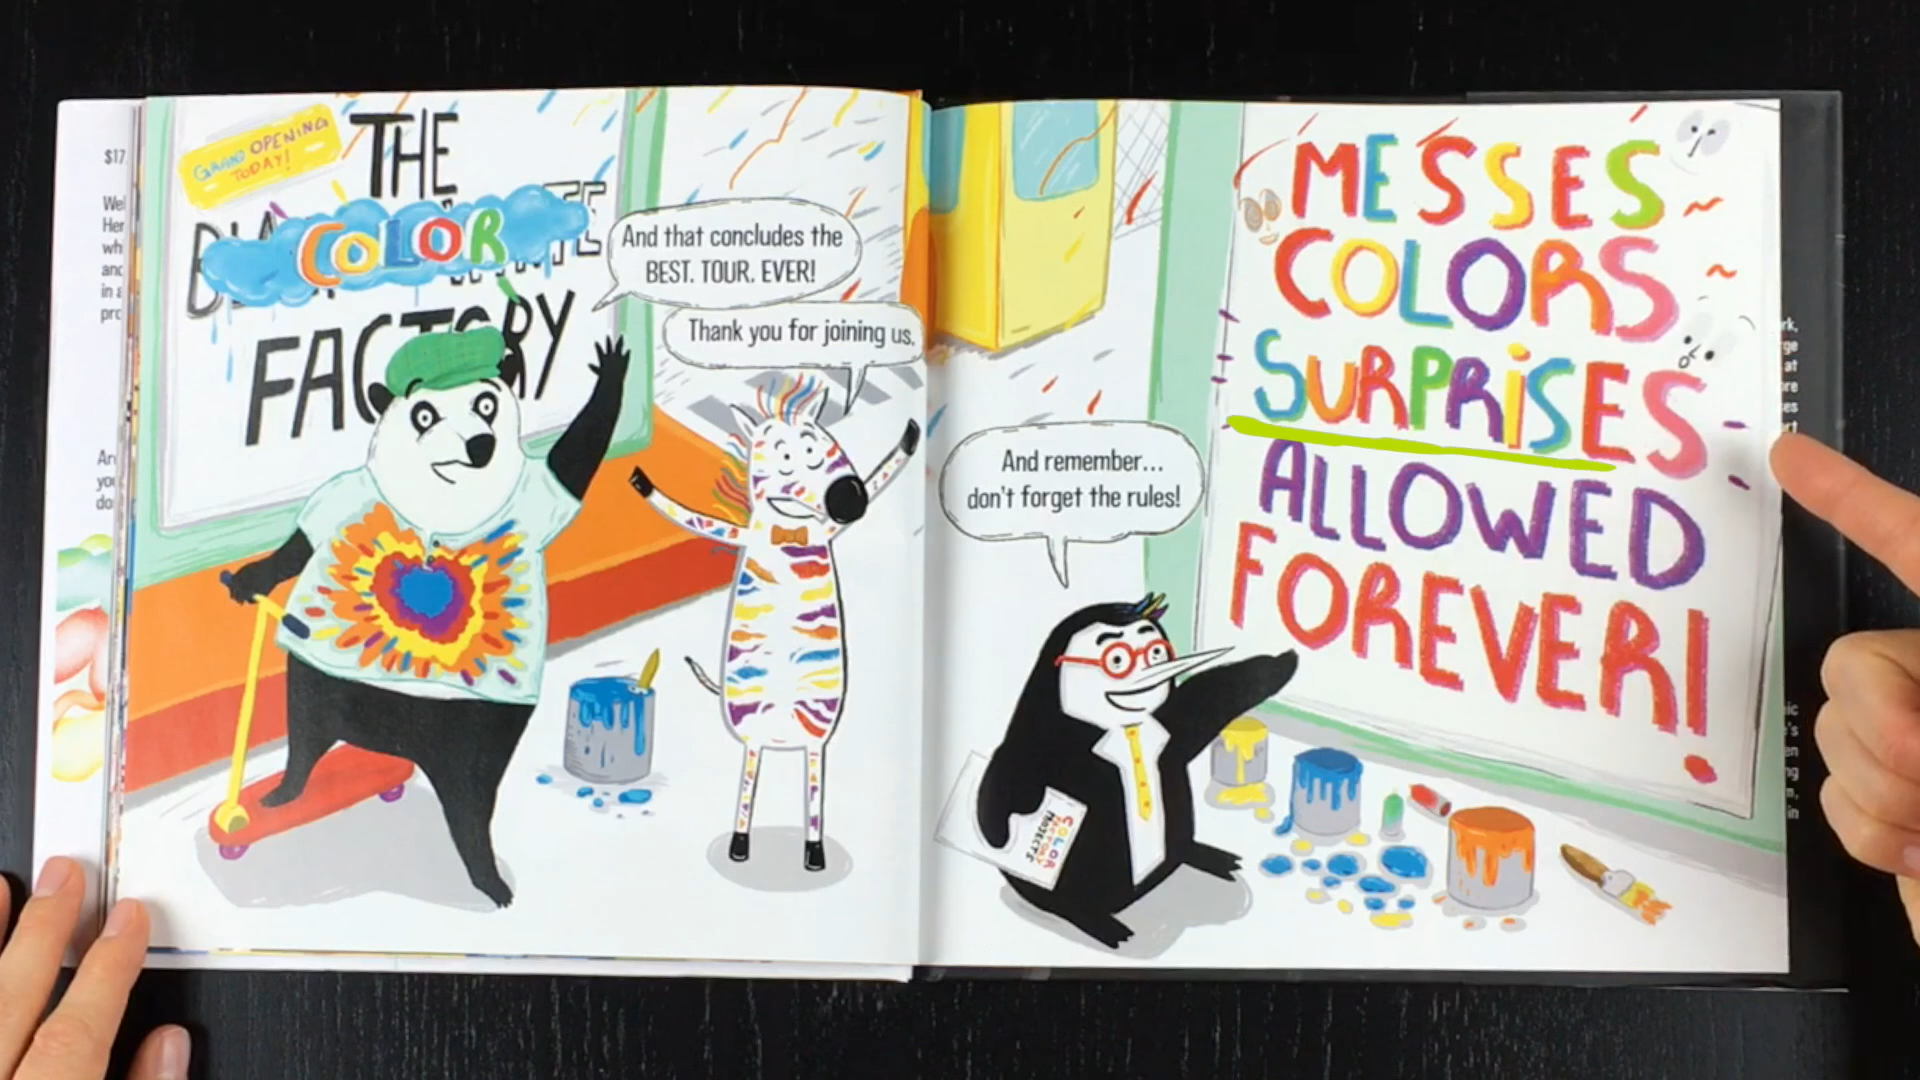 $17
GRAND OPENING
TODAY!
THE
COLOR
FACTORY
And that concludes the
BEST. TOUR. EVER!
Thank you for joining us.
And remember...
don't forget the rules!
MESSES
COLORS
SURPRISES
ALLOWED
FOREVER!
COLOR
FACTORY
PROJECTS